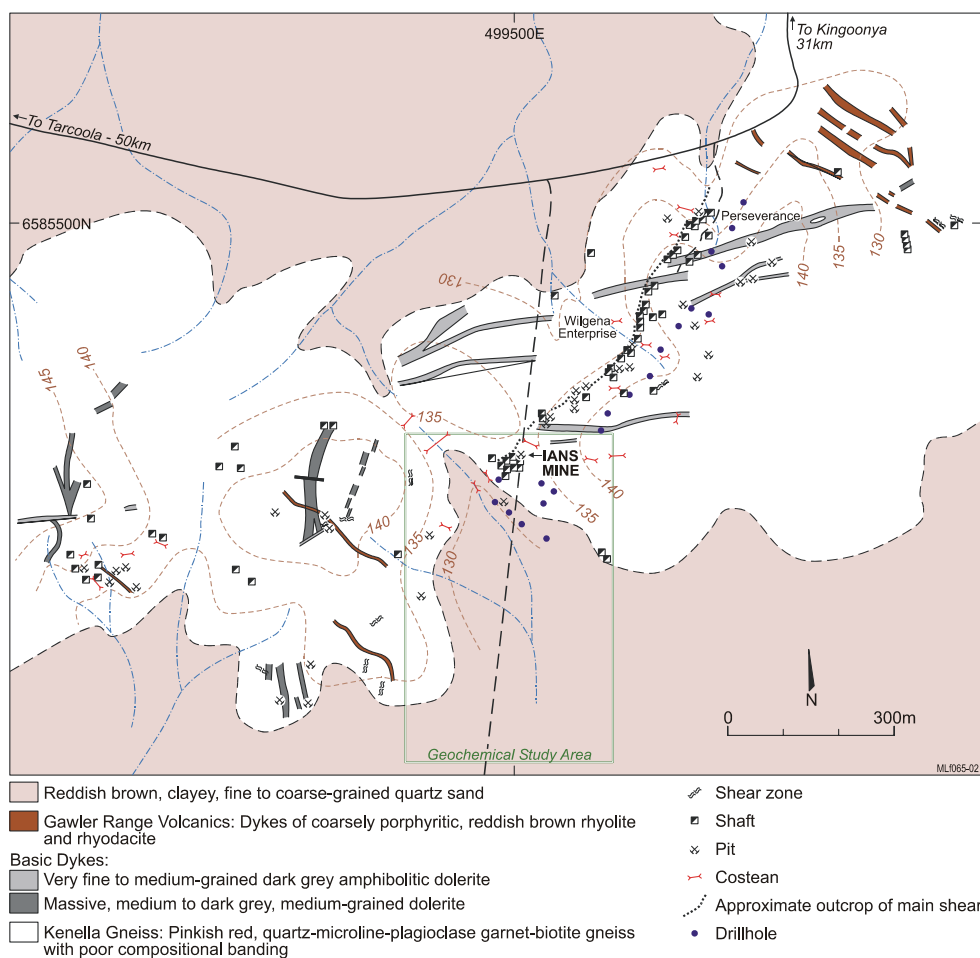 499500E
To Kingoonya
31km
To Tarcoola - 50km
6585500N
Perseverance
130
140
135
130
Wilgena
Enterprise
140
145
135
IANS
MINE
140
135
140
135
130
N
0 300m
Geochemical Study Area
MLf065-02
Reddish brown, clayey, fine to coarse-grained quartz sand
Gawler Range Volcanics: Dykes of coarsely porphyritic, reddish brown rhyolite
and rhyodacite
Basic Dykes:
Very fine to medium-grained dark grey amphibolitic dolerite
Massive, medium to dark grey, medium-grained dolerite
Kenella Gneiss: Pinkish red, quartz-microline-plagioclase garnet-biotite gneiss
with poor compositional banding
Shear zone
Shaft
Pit
Costean
Approximate outcrop of main shear
Drillhole